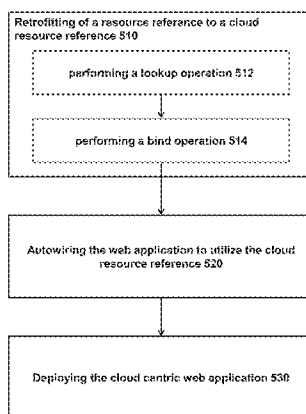 Retrofitting of a resource reference to a cloud
resource reference 510
performing a lookup operation 512
performing a bind operation 514
Autowiring the web application to utilize the cloud
resource reference 520
Deploying the cloud centric web application 530